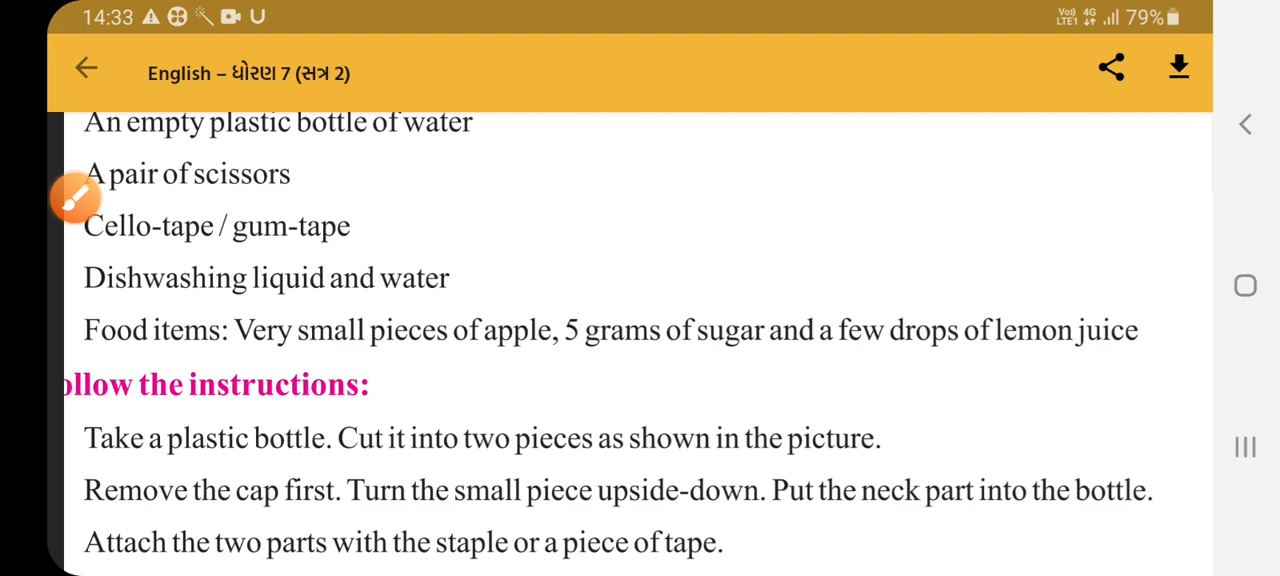 14:33 U Vo)) LTE1 4G 79%
English – ધોરણ 7 (સત્ર 2)
An empty plastic bottle of water
A pair of scissors
Cello-tape / gum-tape
Dishwashing liquid and water
Food items: Very small pieces of apple, 5 grams of sugar and a few drops of lemon juice
ollow the instructions:
Take a plastic bottle. Cut it into two pieces as shown in the picture.
Remove the cap first. Turn the small piece upside-down. Put the neck part into the bottle.
Attach the two parts with the staple or a piece of tape.